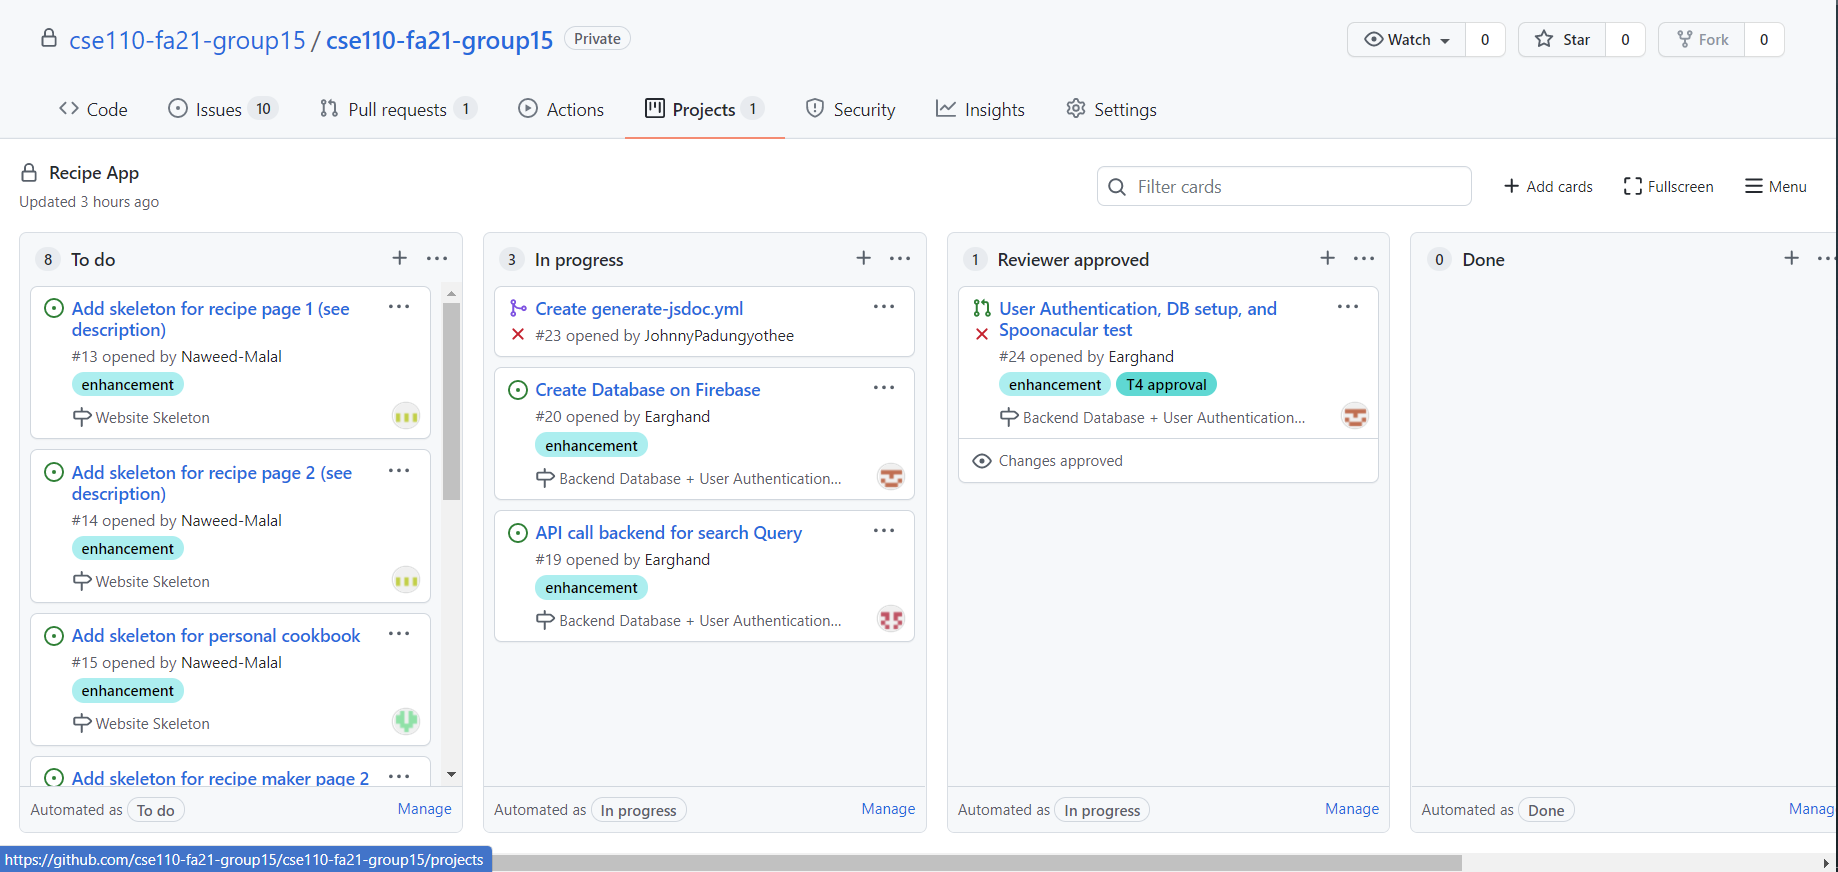 cse110-fa21-group15 / cse110-fa21-group15 Private
Watch 0 Star 0 Fork 0
Code Issues 10 Pull requests 1 Actions Projects 1 Security Insights Settings
Recipe App
Updated 3 hours ago
Filter cards
Add cards Fullscreen Menu
8 To do
Add skeleton for recipe page 1 (see
description)
#13 opened by Naweed-Malal
enhancement
Website Skeleton
Add skeleton for recipe page 2 (see
description)
#14 opened by Naweed-Malal
enhancement
Website Skeleton
Add skeleton for personal cookbook
#15 opened by Naweed-Malal
enhancement
Website Skeleton
Add skeleton for recipe maker page 2
Automated as To do Manage
3 In progress
Create generate-jsdoc.yml
#23 opened by JohnnyPadungyothee
Create Database on Firebase
#20 opened by Earghand
enhancement
Backend Database + User Authentication...
API call backend for search Query
#19 opened by Earghand
enhancement
Backend Database + User Authentication...
Automated as In progress Manage
1 Reviewer approved
User Authentication, DB setup, and
Spoonacular test
#24 opened by Earghand
enhancement T4 approval
Backend Database + User Authentication...
Changes approved
Automated as In progress Manage
0 Done
Automated as Done Manag
https://github.com/cse110-fa21-group15/cse110-fa21-group15/projects